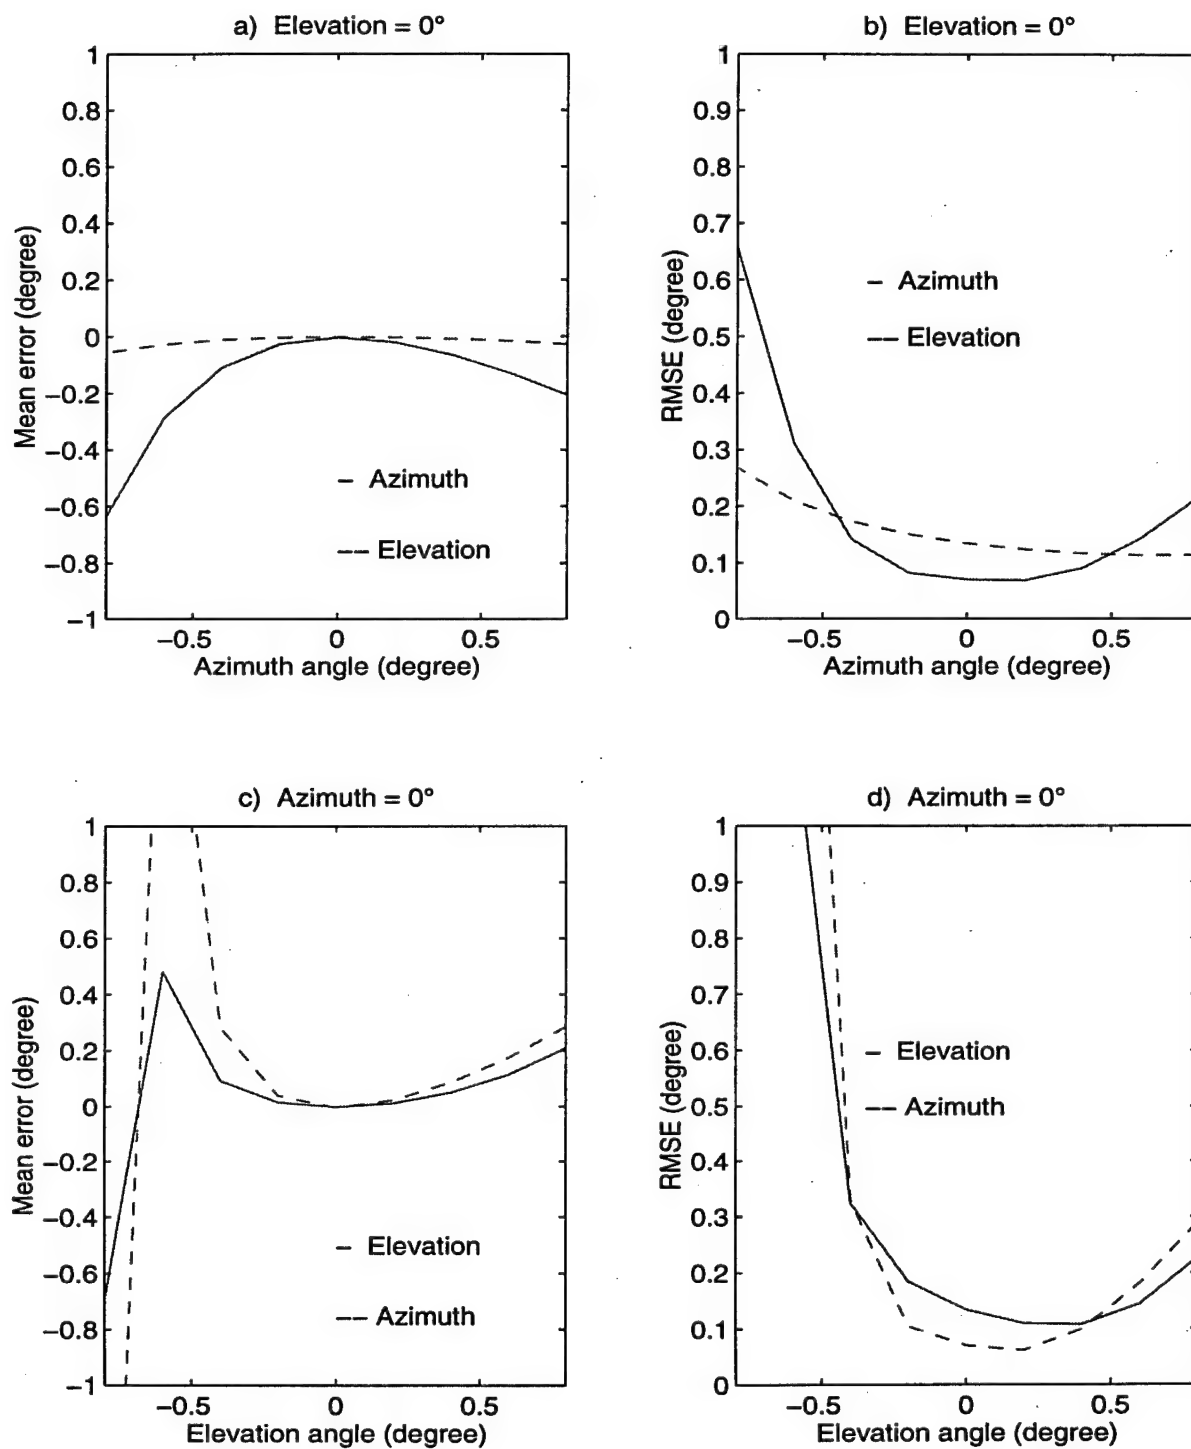 a) Elevation = 0°
1
0.8
0.6
0.4
0.2
0
−0.2
−0.4
−0.6
−0.8
−1
Mean error (degree)
– Azimuth
–– Elevation
−0.5 0 0.5
Azimuth angle (degree)
b) Elevation = 0°
1
0.9
0.8
0.7
0.6
0.5
0.4
0.3
0.2
0.1
0
RMSE (degree)
– Azimuth
–– Elevation
−0.5 0 0.5
Azimuth angle (degree)
c) Azimuth = 0°
1
0.8
0.6
0.4
0.2
0
−0.2
−0.4
−0.6
−0.8
−1
Mean error (degree)
– Elevation
–– Azimuth
−0.5 0 0.5
Elevation angle (degree)
d) Azimuth = 0°
1
0.9
0.8
0.7
0.6
0.5
0.4
0.3
0.2
0.1
0
RMSE (degree)
– Elevation
–– Azimuth
−0.5 0 0.5
Elevation angle (degree)